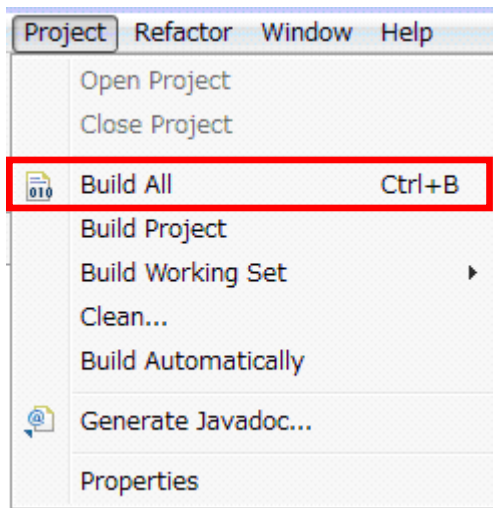 Project Refactor Window Help
Open Project
Close Project
010 Build All Ctrl+B
Build Project
Build Working Set
Clean...
Build Automatically
@ Generate Javadoc...
Properties